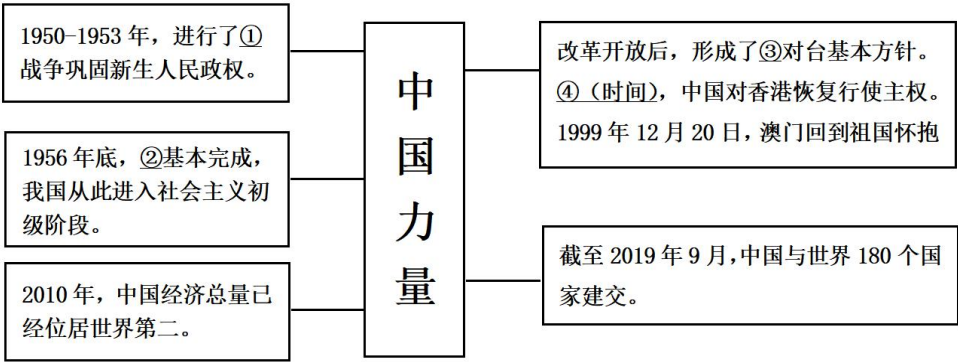 1950-1953 年，进行了①
战争巩固新生人民政权。
1956 年底，②基本完成，
我国从此进入社会主义初
级阶段。
2010 年，中国经济总量已
经位居世界第二。
中
国
力
量
改革开放后，形成了③对台基本方针。
④（时间），中国对香港恢复行使主权。
1999 年 12 月 20 日，澳门回到祖国怀抱
截至 2019 年 9 月，中国与世界 180 个国
家建交。